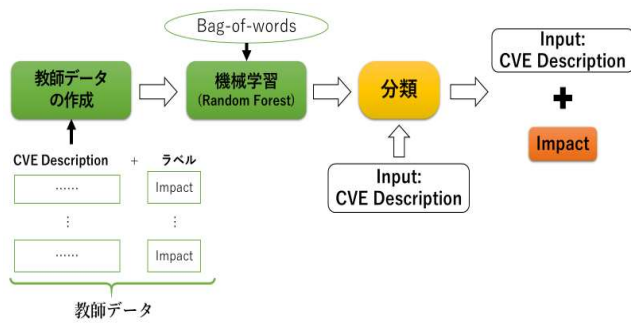 Bag-of-words
教師データ
の作成
機械学習
(Random Forest)
分類
Input:
CVE Description
+
Impact
CVE Description + ラベル
...... Impact
⋮ ⋮
...... Impact
Input:
CVE Description
教師データ